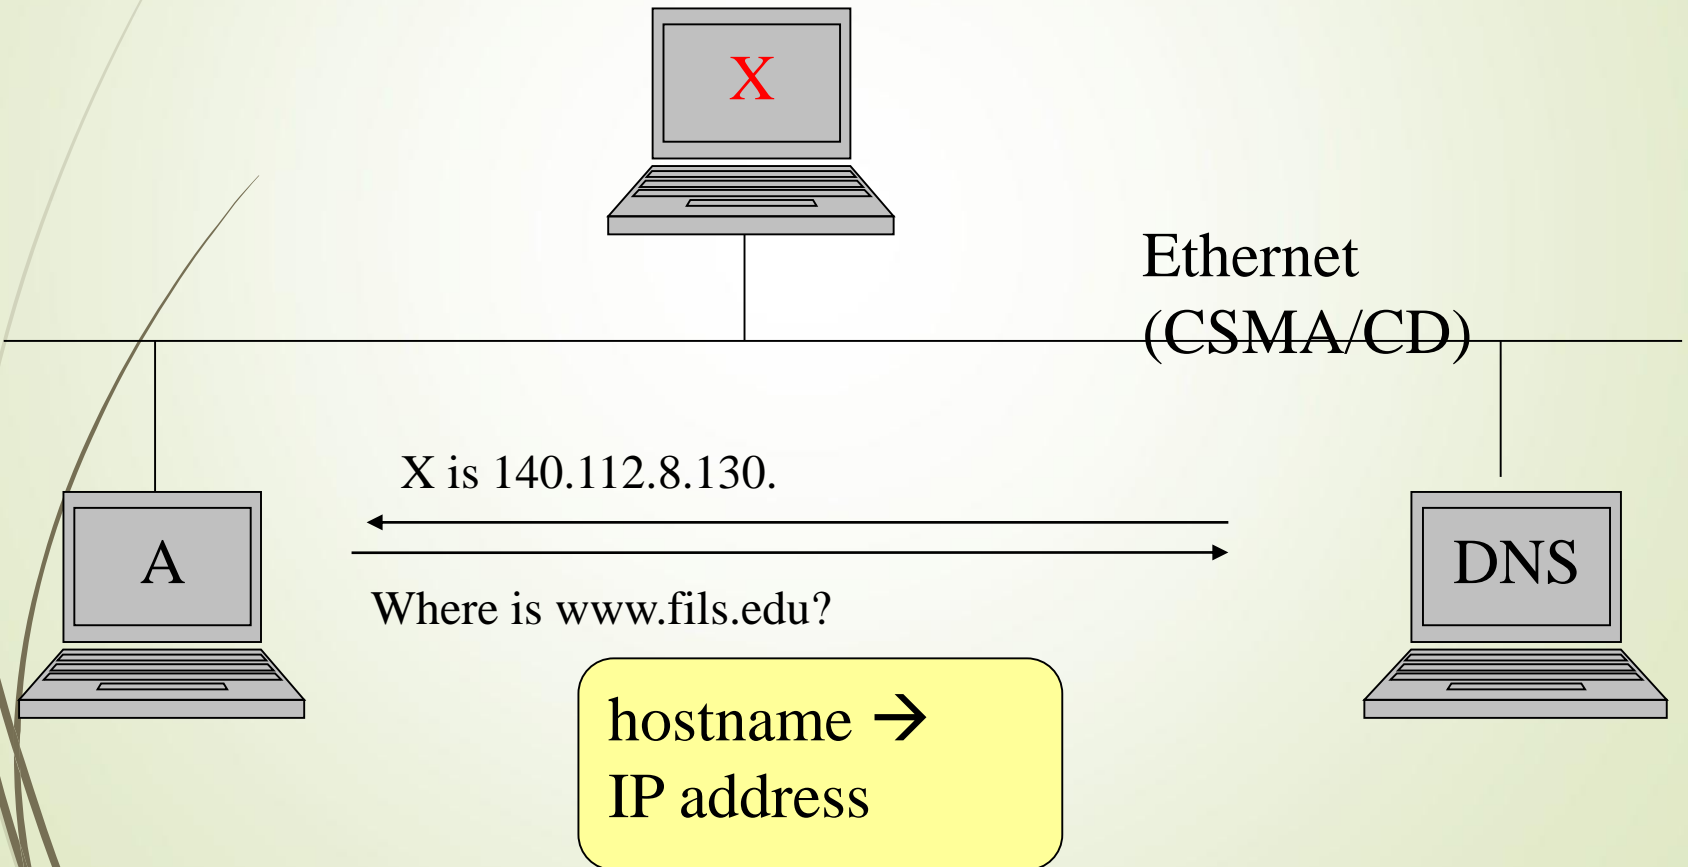 X
Ethernet
(CSMA/CD)
X is 140.112.8.130.
A
DNS
Where is www.fils.edu?
hostname →
IP address